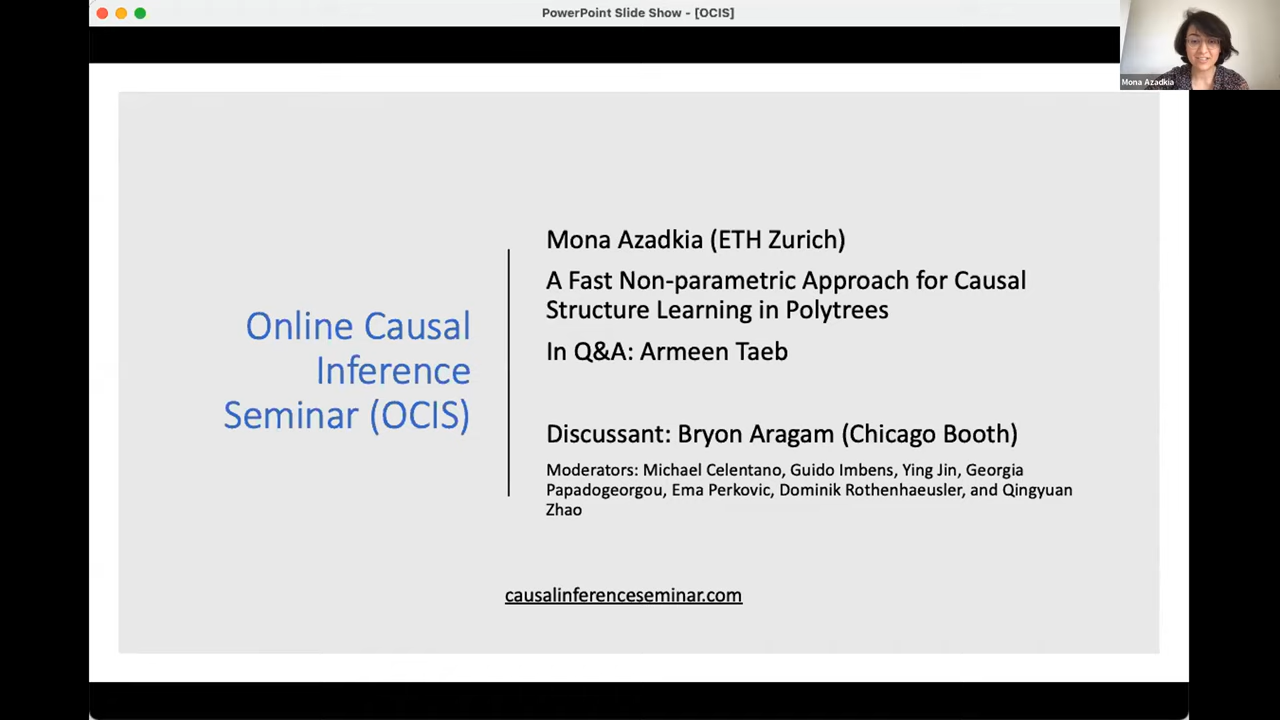 PowerPoint Slide Show - [OCIS]
Mona Azadkia
Online Causal
Inference
Seminar (OCIS)
Mona Azadkia (ETH Zurich)
A Fast Non-parametric Approach for Causal
Structure Learning in Polytrees
In Q&A: Armeen Taeb
Discussant: Bryon Aragam (Chicago Booth)
Moderators: Michael Celentano, Guido Imbens, Ying Jin, Georgia
Papadogeorgou, Ema Perkovic, Dominik Rothenhaeusler, and Qingyuan
Zhao
causalinferenceseminar.com